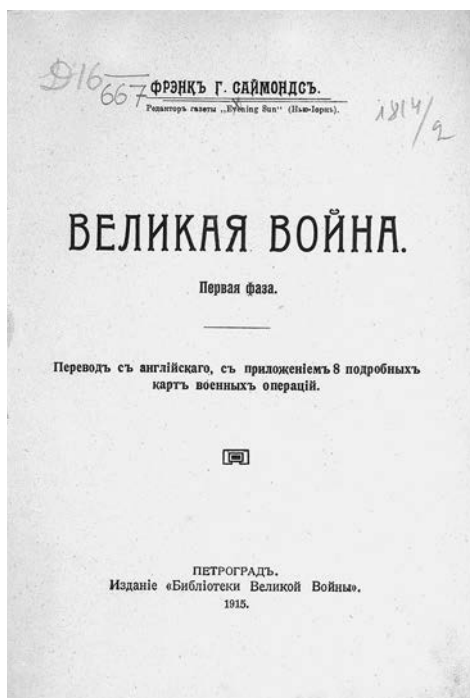 Д16
667
1814/2
ФРЭНКЪ Г. САЙМОНДСЪ.
Редакторъ газеты „Evening Sun“ (Нью-Іоркъ).
ВЕЛИКАЯ ВОЙНА.
Первая фаза.
Переводъ съ англійскаго, съ приложеніемъ 8 подробныхъ
картъ военныхъ операцій.
ПЕТРОГРАДЪ.
Изданіе «Библіотеки Великой Войны».
1915.